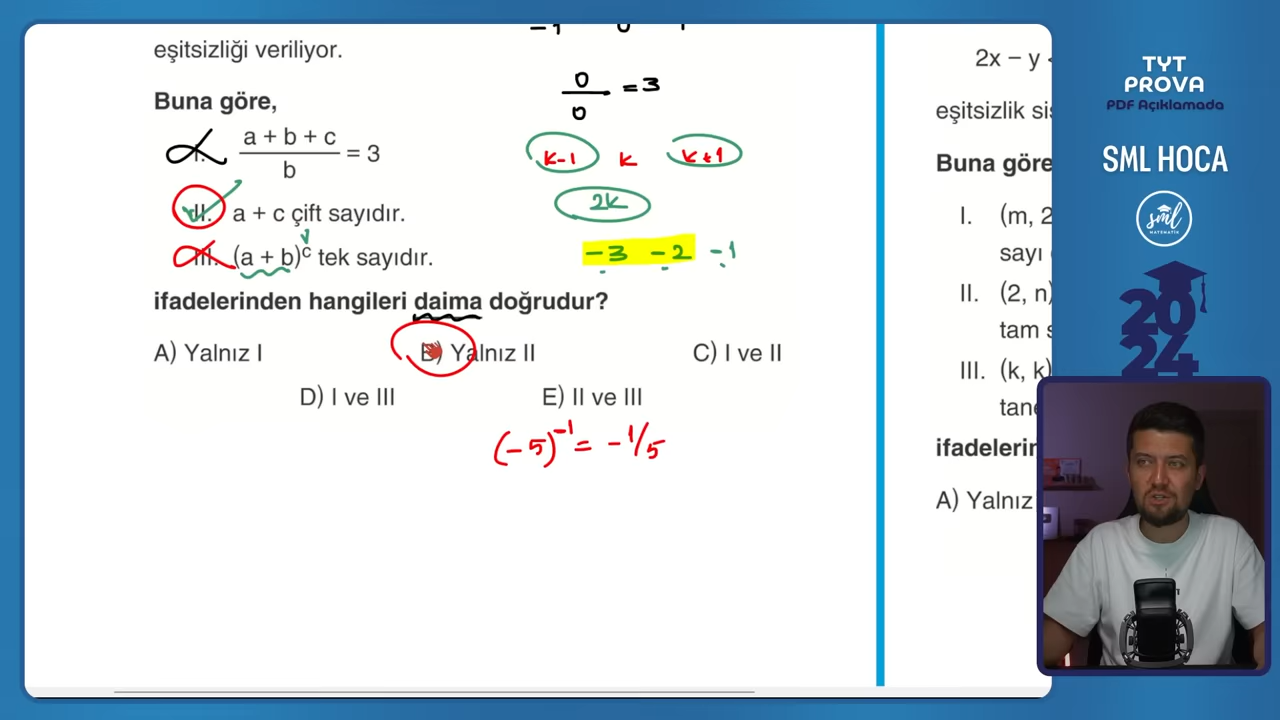 eşitsizliği veriliyor.
Buna göre,
I. (a + b + c) / b = 3
II. a + c çift sayıdır.
III. (a + b)^c tek sayıdır.
ifadelerinden hangileri daima doğrudur?
A) Yalnız I
B) Yalnız II
C) I ve II
D) I ve III
E) II ve III
0/0 = 3
k-1 k k+1
2k
-3 -2 -1
(-5)^-1 = -1/5
2x – y <
eşitsizlik sis
Buna göre
I. (m, 2
sayı
II. (2, n)
tam s
III. (k, k)
tane
ifadelerin
A) Yalnız
TYT
PROVA
PDF Açıklamada
SML HOCA
sml
MATEMATİK
2024